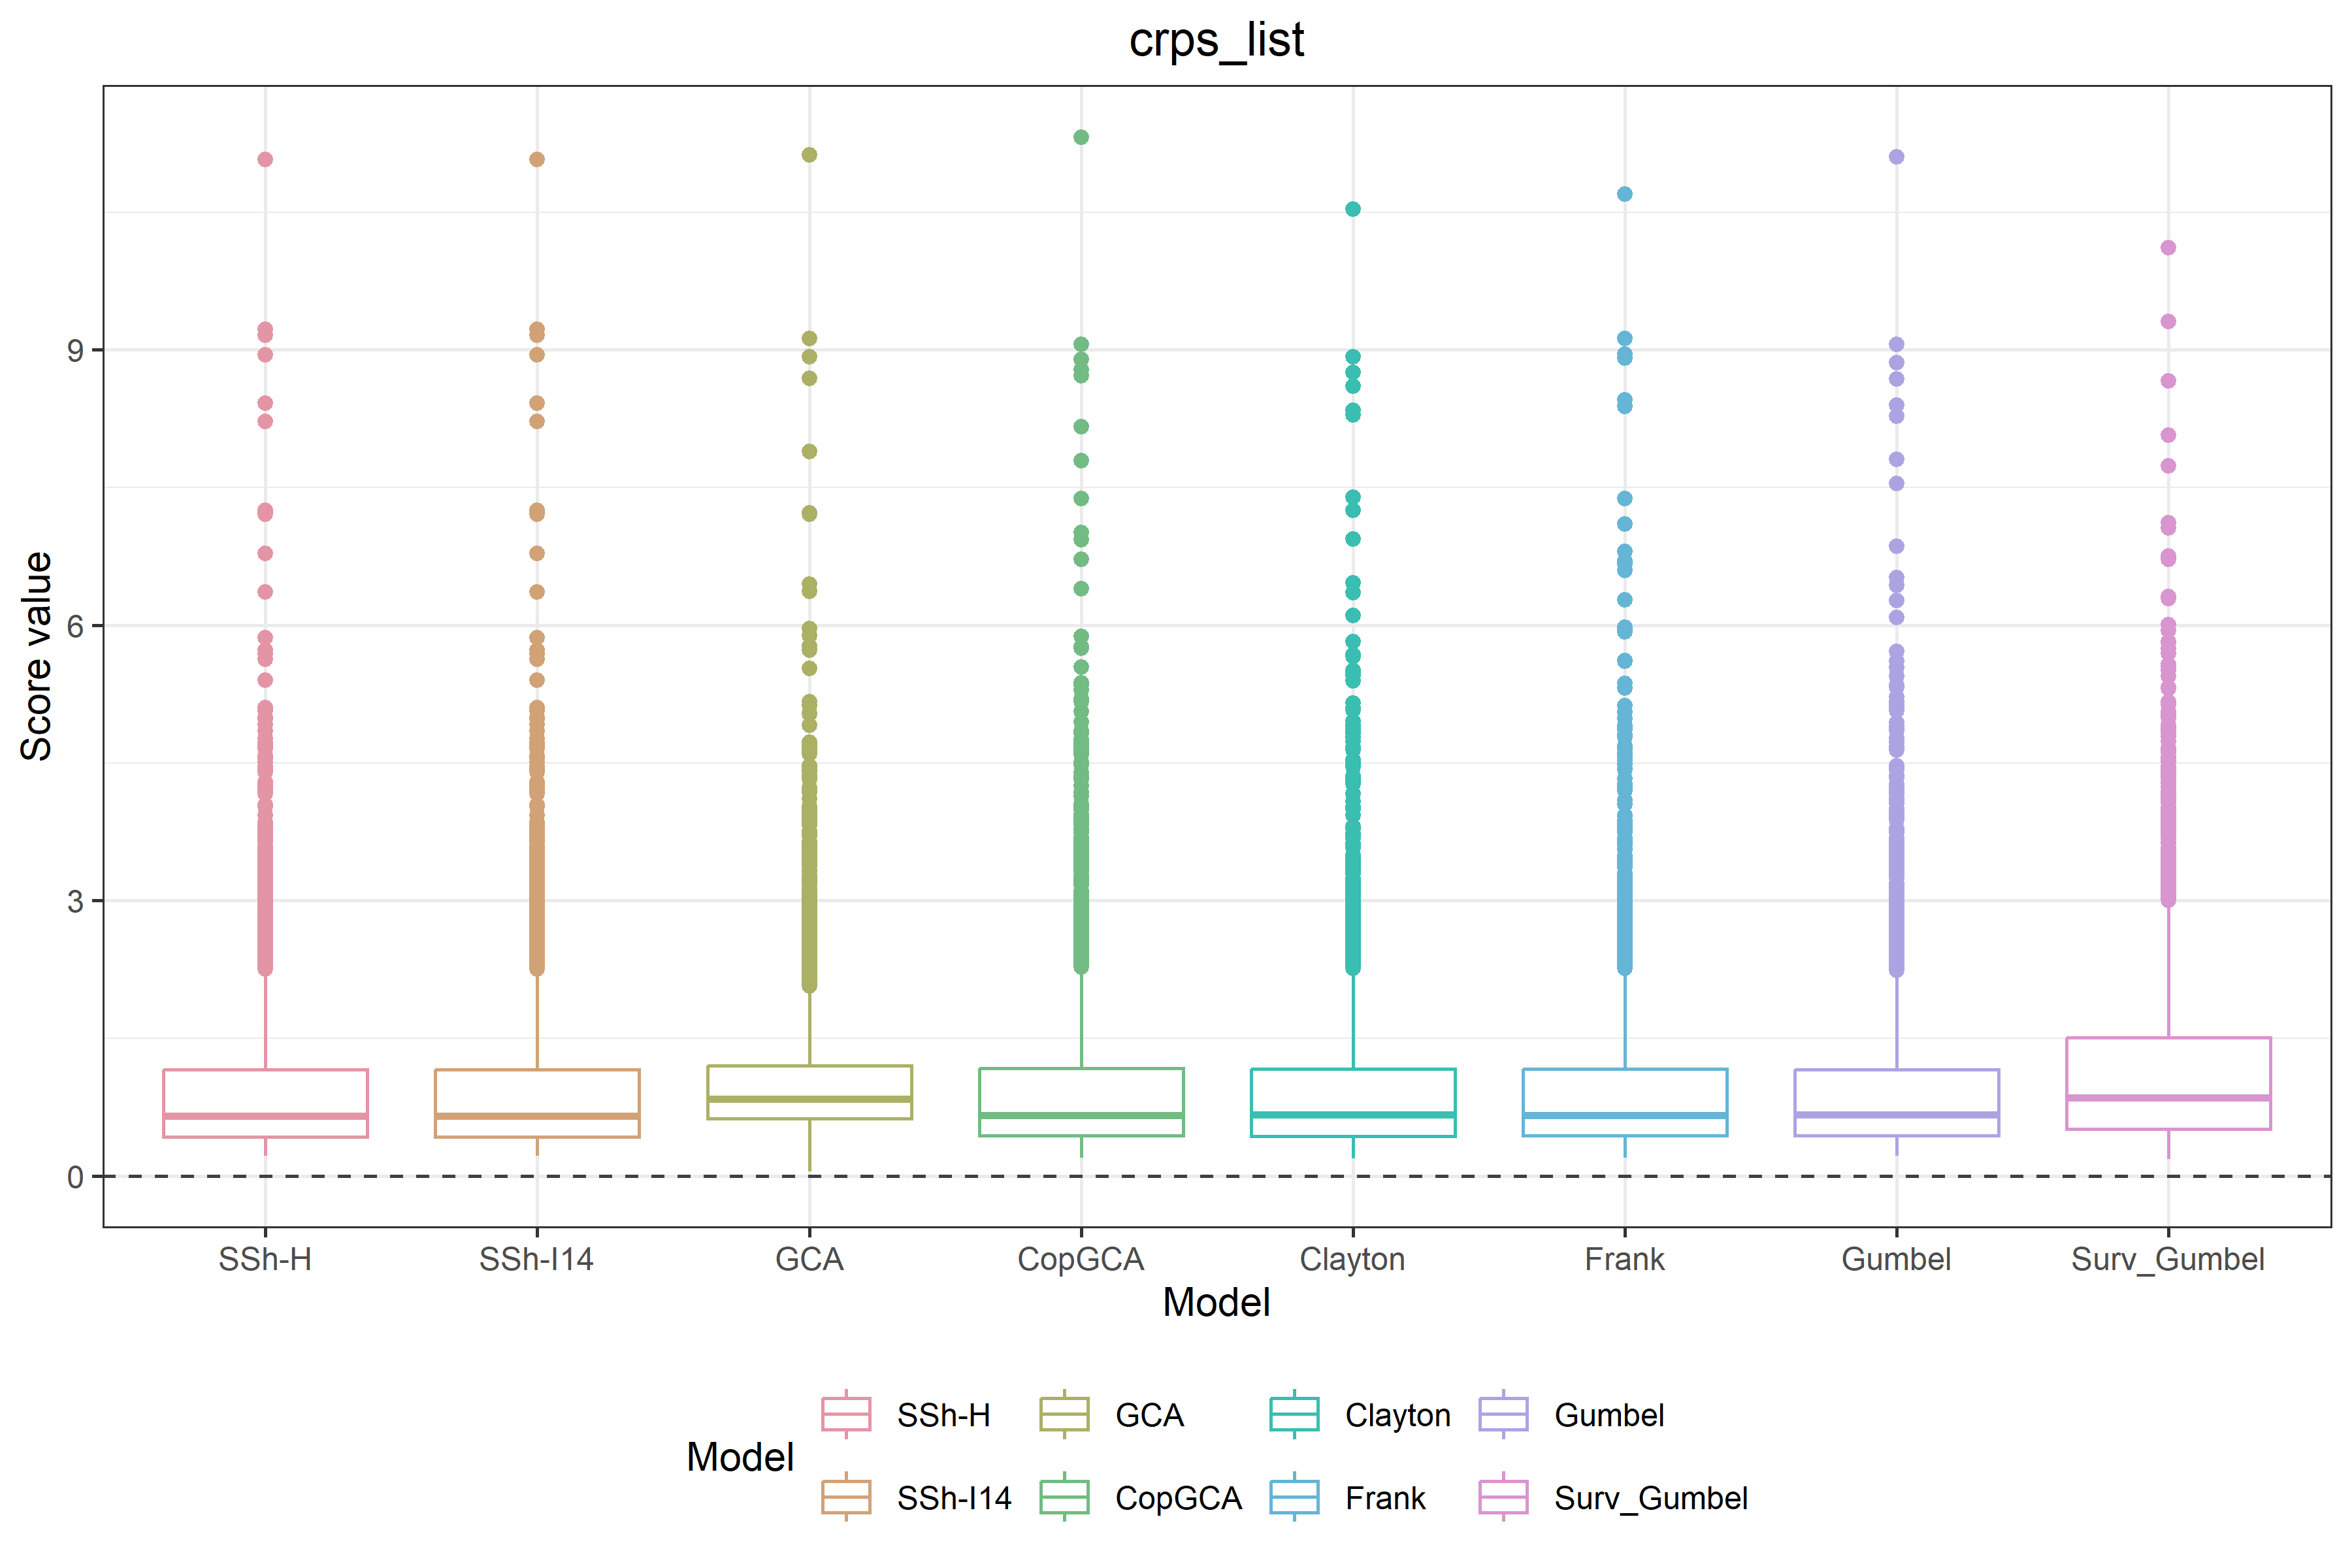 crps_list
Score value
9
6
3
0
SSh-H SSh-I14 GCA CopGCA Clayton Frank Gumbel Surv_Gumbel
Model
Model
SSh-H GCA Clayton Gumbel
SSh-I14 CopGCA Frank Surv_Gumbel